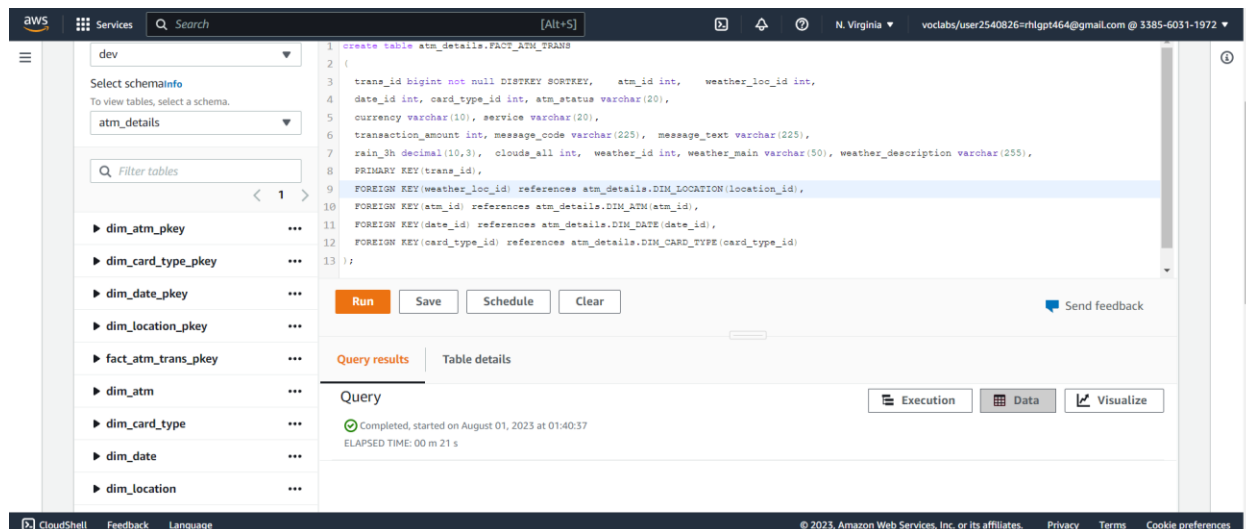 aws Services Search [Alt+S] N. Virginia voclabs/user2540826=rhlgpt464@gmail.com @ 3385-6031-1972
dev
Select schemaInfo
To view tables, select a schema.
atm_details
Filter tables
1
dim_atm_pkey
dim_card_type_pkey
dim_date_pkey
dim_location_pkey
fact_atm_trans_pkey
dim_atm
dim_card_type
dim_date
dim_location
1 create table atm_details.FACT_ATM_TRANS
2 (
3 trans_id bigint not null DISTKEY SORTKEY, atm_id int, weather_loc_id int,
4 date_id int, card_type_id int, atm_status varchar(20),
5 currency varchar(10), service varchar(20),
6 transaction_amount int, message_code varchar(225), message_text varchar(225),
7 rain_3h decimal(10,3), clouds_all int, weather_id int, weather_main varchar(50), weather_description varchar(255),
8 PRIMARY KEY(trans_id),
9 FOREIGN KEY(weather_loc_id) references atm_details.DIM_LOCATION(location_id),
10 FOREIGN KEY(atm_id) references atm_details.DIM_ATM(atm_id),
11 FOREIGN KEY(date_id) references atm_details.DIM_DATE(date_id),
12 FOREIGN KEY(card_type_id) references atm_details.DIM_CARD_TYPE(card_type_id)
13 );
Run Save Schedule Clear
Send feedback
Query results Table details
Query
Execution Data Visualize
Completed, started on August 01, 2023 at 01:40:37
ELAPSED TIME: 00 m 21 s
CloudShell Feedback Language © 2023, Amazon Web Services, Inc. or its affiliates. Privacy Terms Cookie preferences